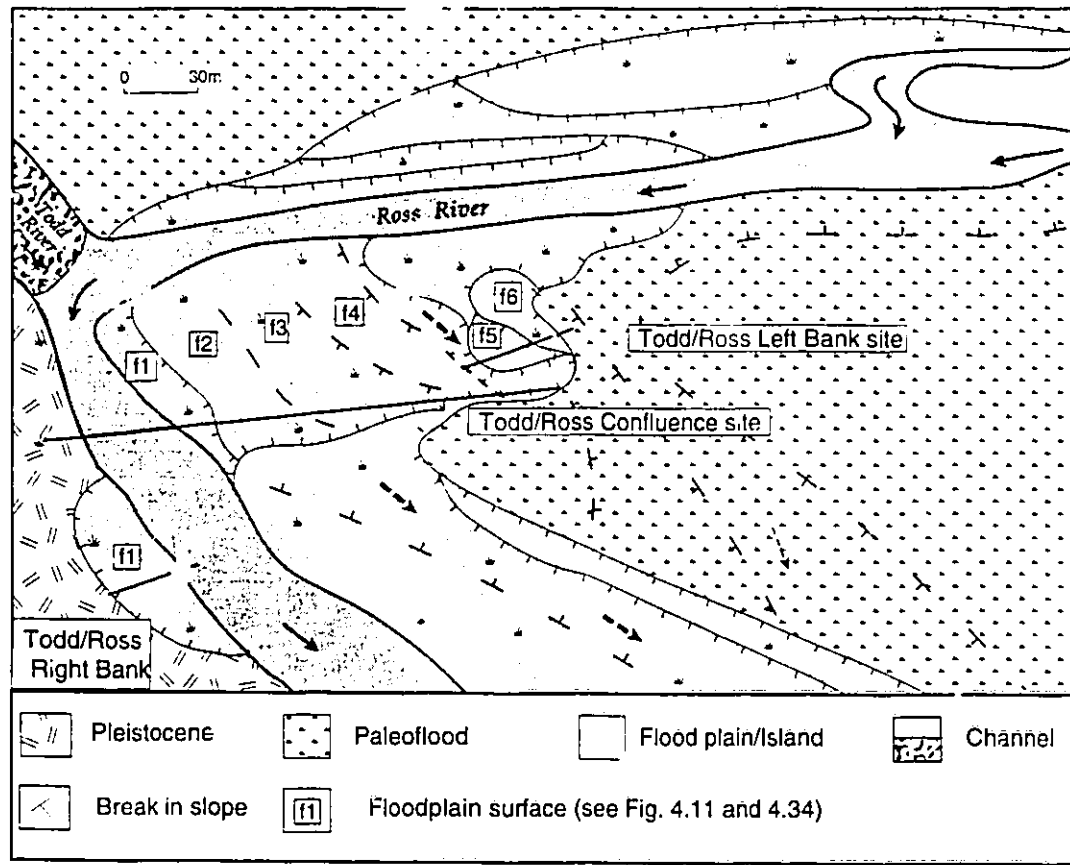 0 30m
Todd
River
Ross River
f6
f4
f3
f5
f2
f1
Todd/Ross Left Bank site
Todd/Ross Confluence site
f1
Todd/Ross
Right Bank
Pleistocene
Paleoflood
Flood plain/Island
Channel
Break in slope
f1
Floodplain surface (see Fig. 4.11 and 4.34)